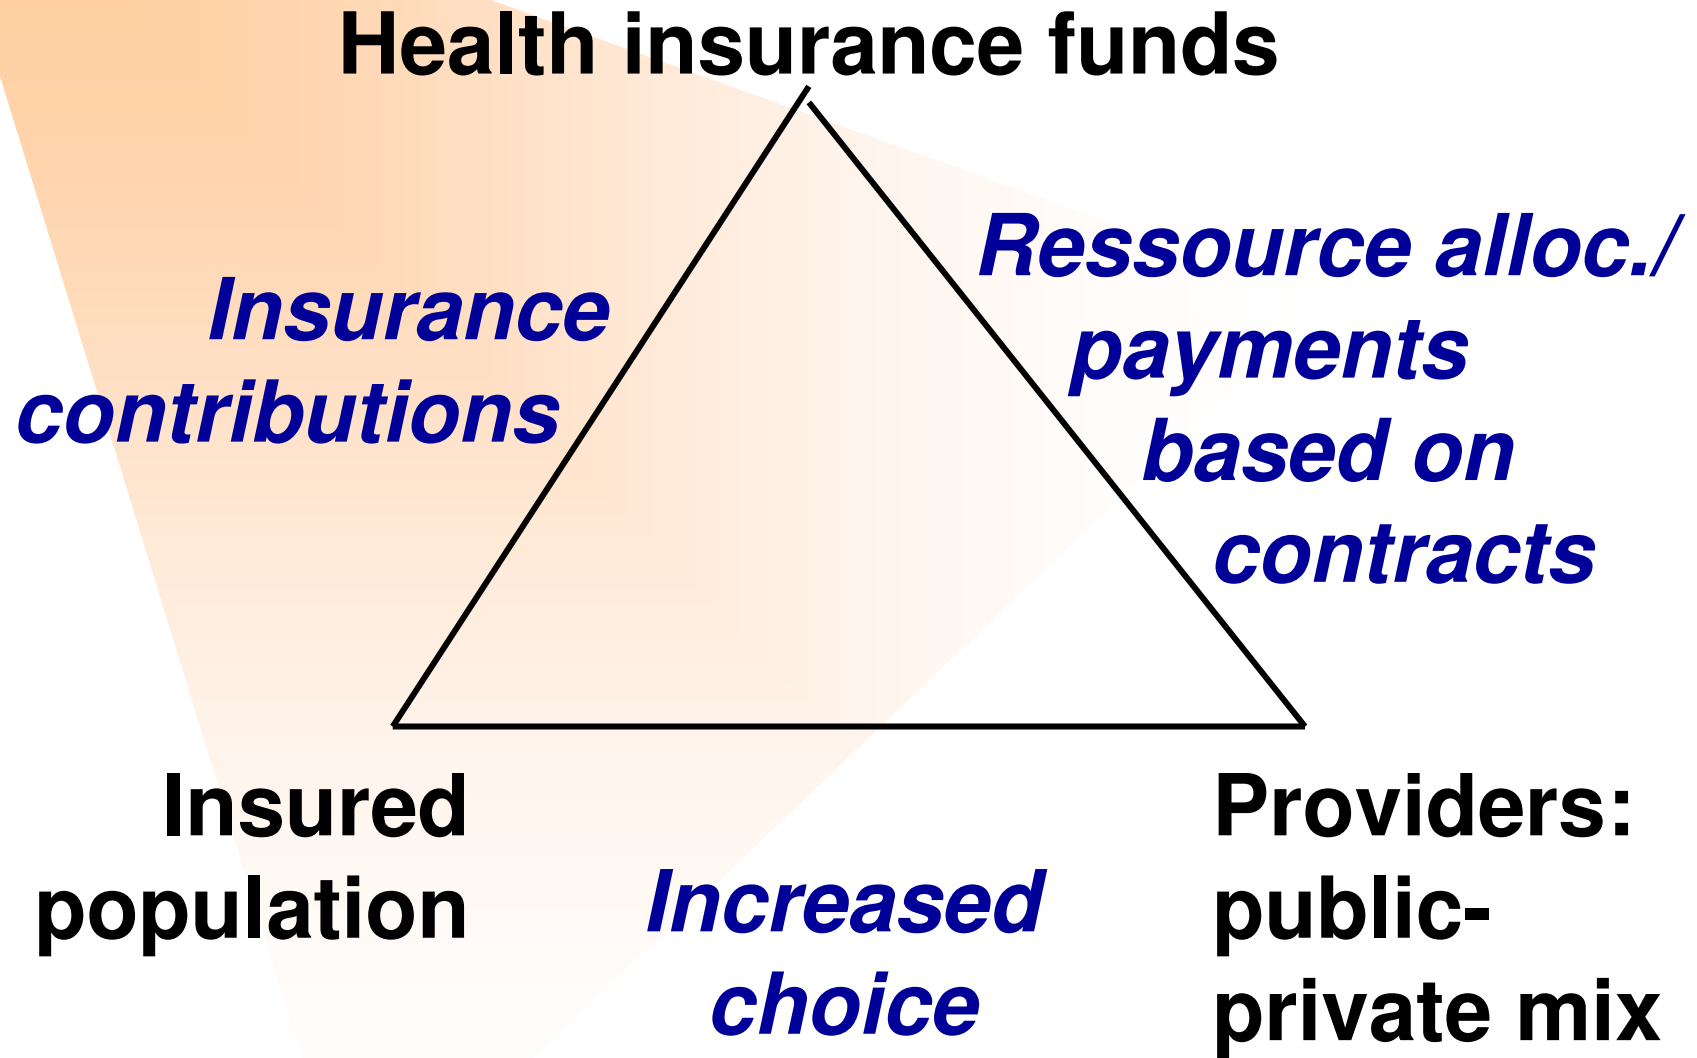 Health insurance funds
Insurance
contributions
Ressource alloc./
payments
based on
contracts
Insured
population
Increased
choice
Providers:
public-
private mix